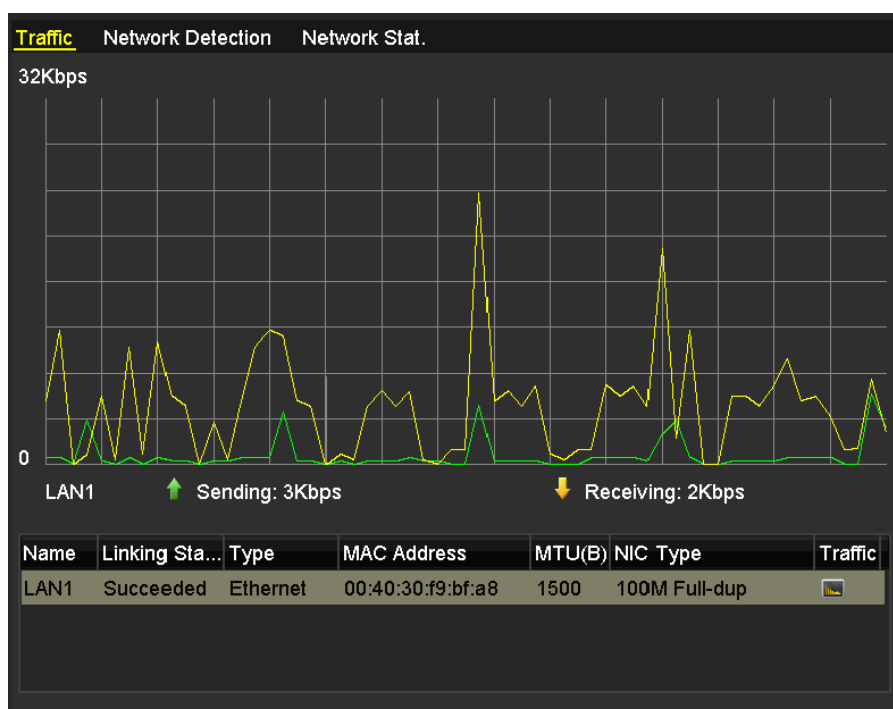 Traffic Network Detection Network Stat.
32Kbps
0
LAN1 Sending: 3Kbps Receiving: 2Kbps
Name Linking Sta... Type MAC Address MTU(B) NIC Type Traffic
LAN1 Succeeded Ethernet 00:40:30:f9:bf:a8 1500 100M Full-dup